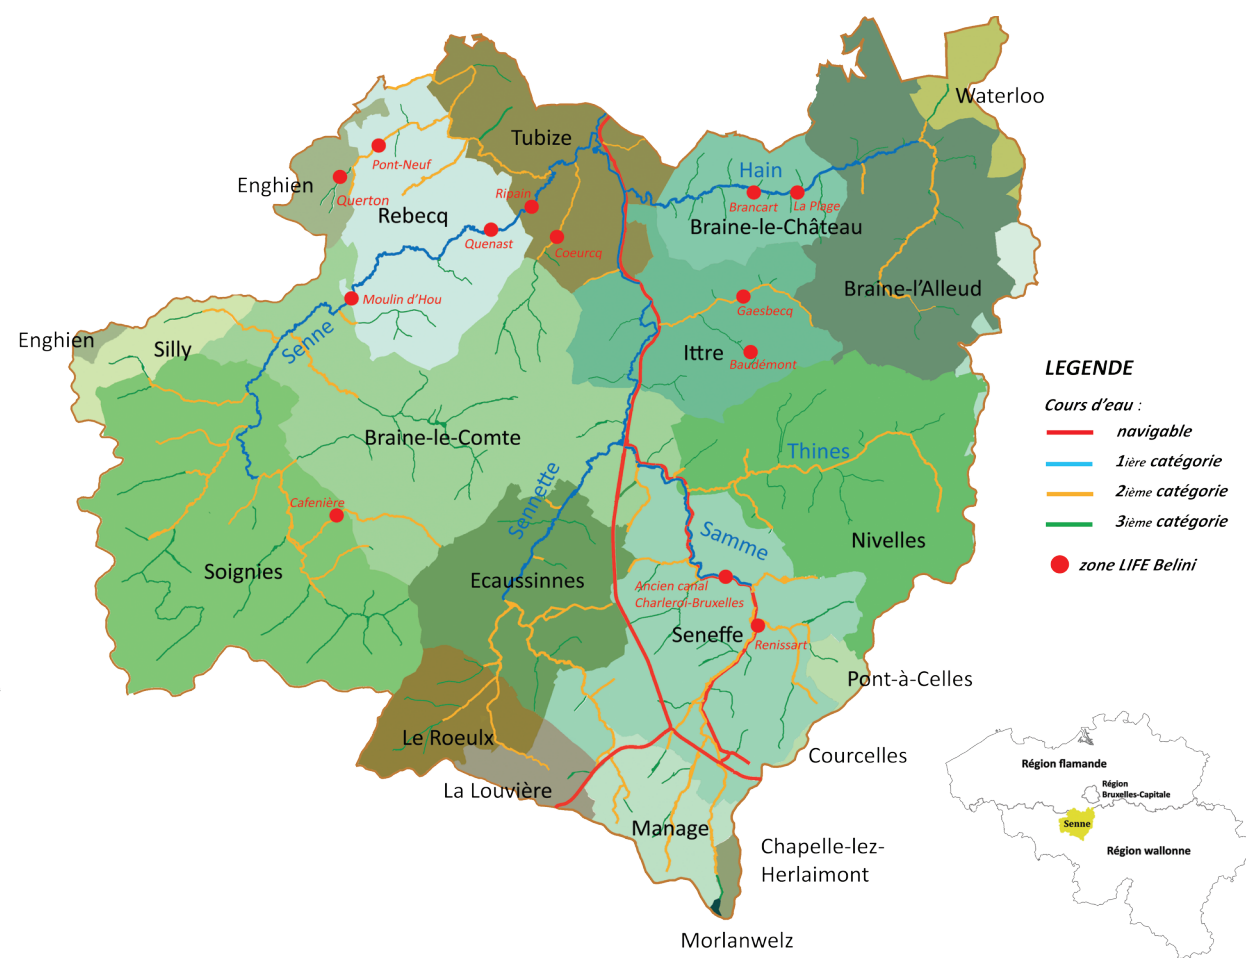 Waterloo
Tubize
Pont-Neuf
Enghien
Querton
Rebecq
Ripain
Quenast
Coeurcq
Hain
Brancart
La Plage
Braine-le-Château
Moulin d'Hou
Senne
Gaesbecq
Braine-l'Alleud
Enghien
Silly
Ittre
Baudémont
Braine-le-Comte
Thines
Cafenière
Sennette
Samme
Nivelles
Soignies
Ecaussinnes
Ancien canal
Charleroi-Bruxelles
Seneffe
Renissart
Pont-à-Celles
Le Roeulx
Courcelles
La Louvière
Manage
Chapelle-lez-
Herlaimont
Morlanwelz
LEGENDE
Cours d'eau :
navigable
1ière catégorie
2ième catégorie
3ième catégorie
zone LIFE Belini
Région flamande
Région
Bruxelles-Capitale
Senne
Région wallonne